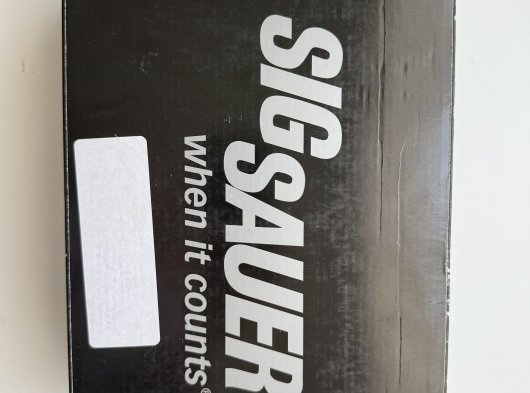 SIG SAUER
when it counts®